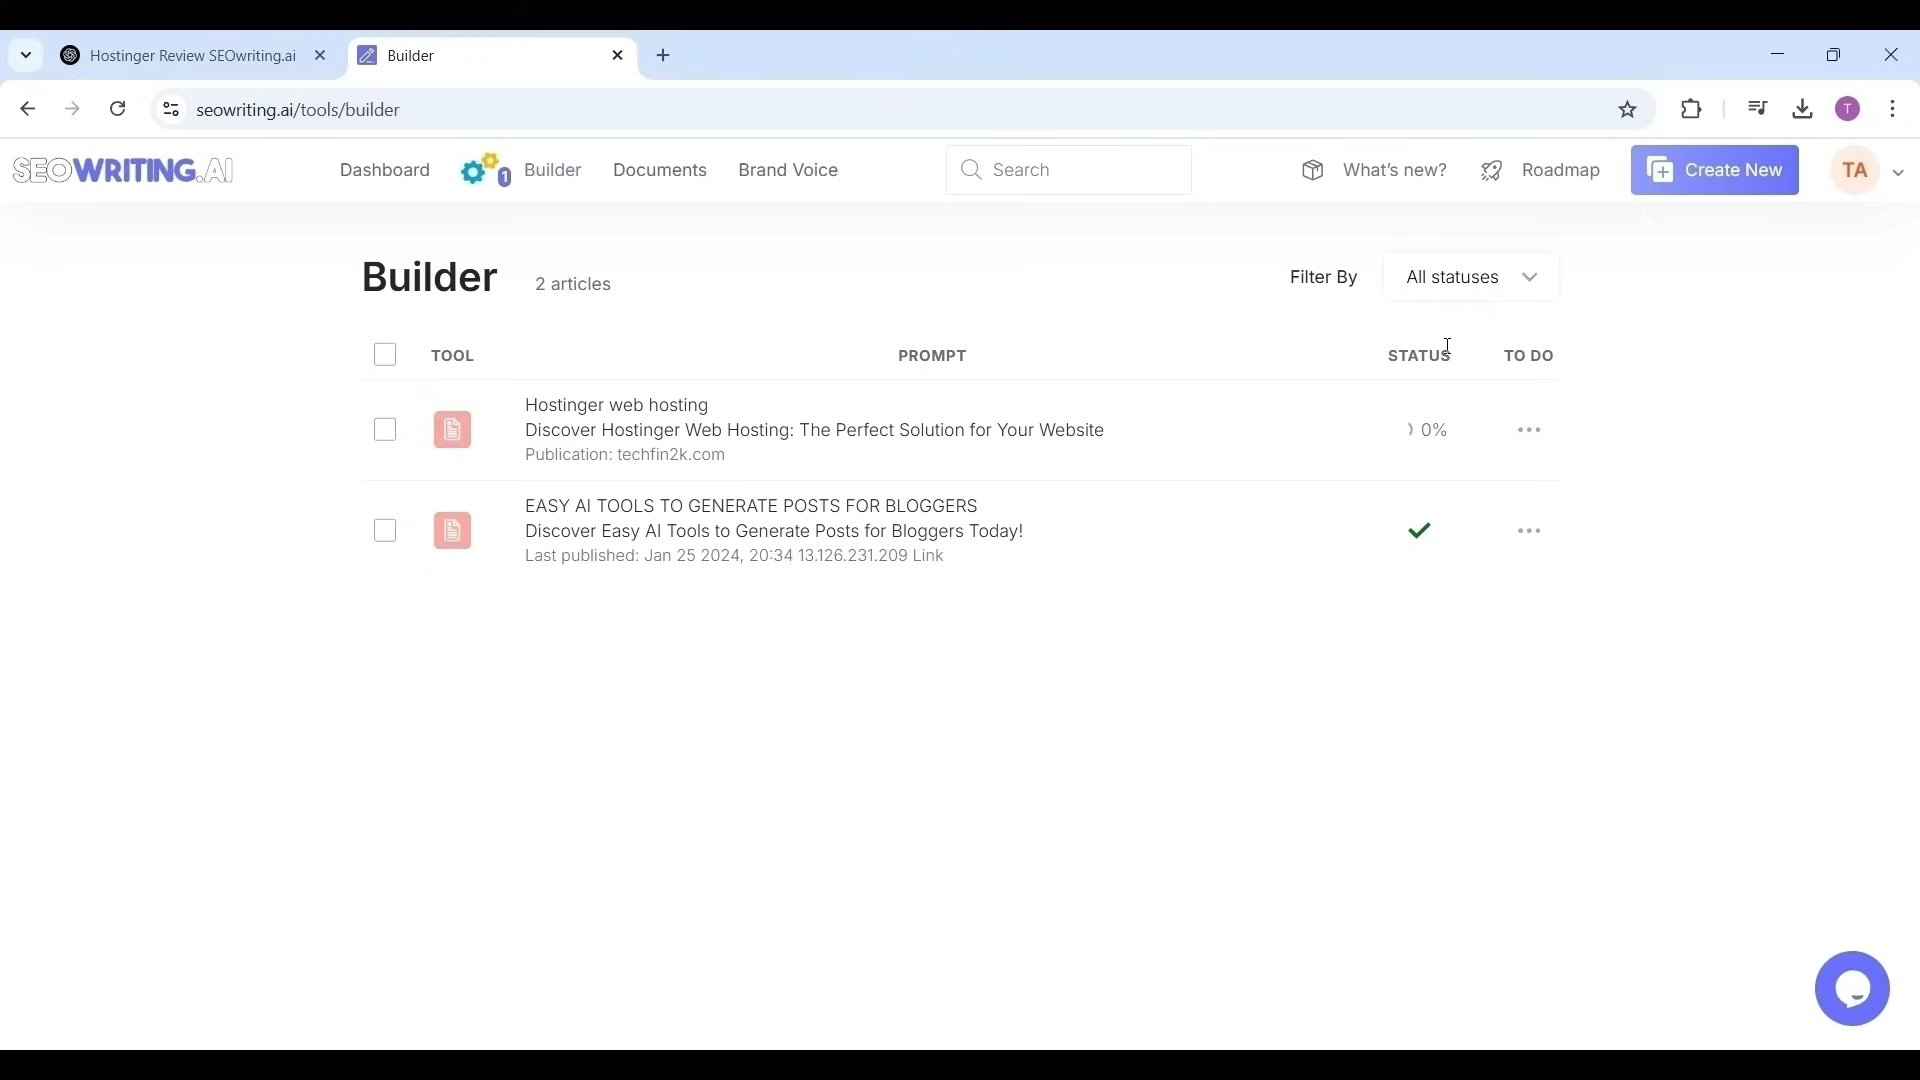 Hostinger Review SEOwriting.ai
Builder
seowriting.ai/tools/builder
T
SEOWRITING.AI
Dashboard
1
Builder
Documents
Brand Voice
Search
What's new?
Roadmap
Create New
TA
Builder
2 articles
Filter By
All statuses
TOOL
PROMPT
STATUS
TO DO
Hostinger web hosting
Discover Hostinger Web Hosting: The Perfect Solution for Your Website
Publication: techfin2k.com
0%
EASY AI TOOLS TO GENERATE POSTS FOR BLOGGERS
Discover Easy AI Tools to Generate Posts for Bloggers Today!
Last published: Jan 25 2024, 20:34 13.126.231.209 Link